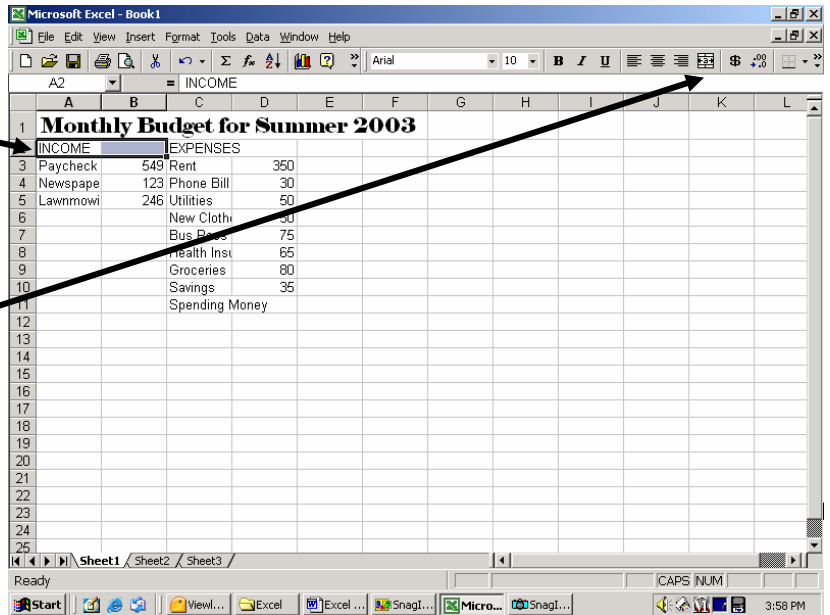 Microsoft Excel - Book1
File Edit View Insert Format Tools Data Window Help
Arial 10 B I U $
A2 = INCOME
A B C D E F G H I J K L
1 Monthly Budget for Summer 2003
INCOME EXPENSES
3 Paycheck 549 Rent 350
4 Newspape 123 Phone Bill 30
5 Lawnmowi 246 Utilities 50
6 New Cloth
7 Bus 75
8 Health Insu 65
9 Groceries 80
10 Savings 35
11 Spending Money
12
13
14
15
16
17
18
19
20
21
22
23
24
25
Sheet1 Sheet2 Sheet3
Ready CAPS NUM
Start Viewl... Excel Excel ... SnagI... Micro... SnagI... 3:58 PM